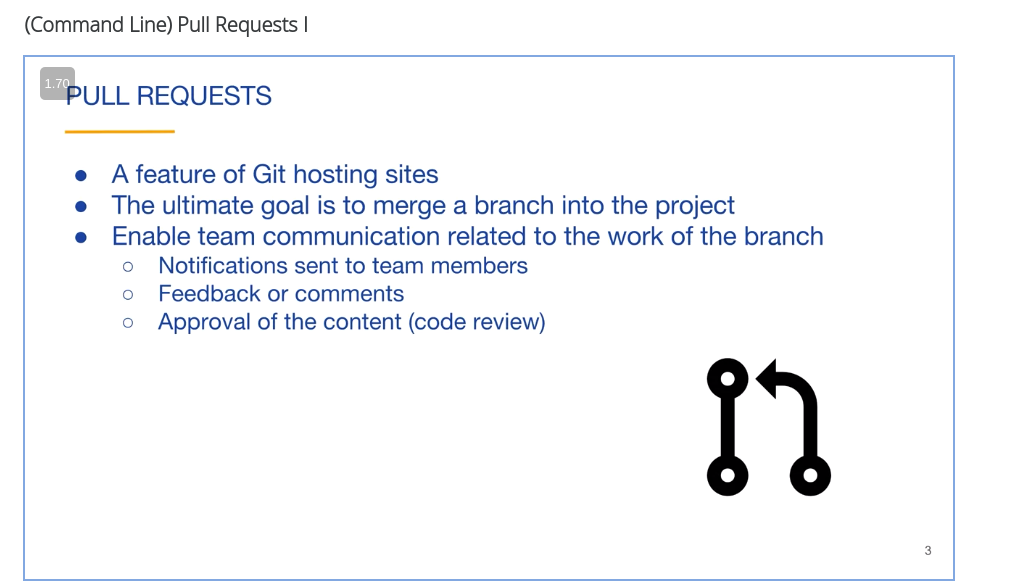 (Command Line) Pull Requests I
1.70
PULL REQUESTS
● A feature of Git hosting sites
● The ultimate goal is to merge a branch into the project
● Enable team communication related to the work of the branch
○ Notifications sent to team members
○ Feedback or comments
○ Approval of the content (code review)
3